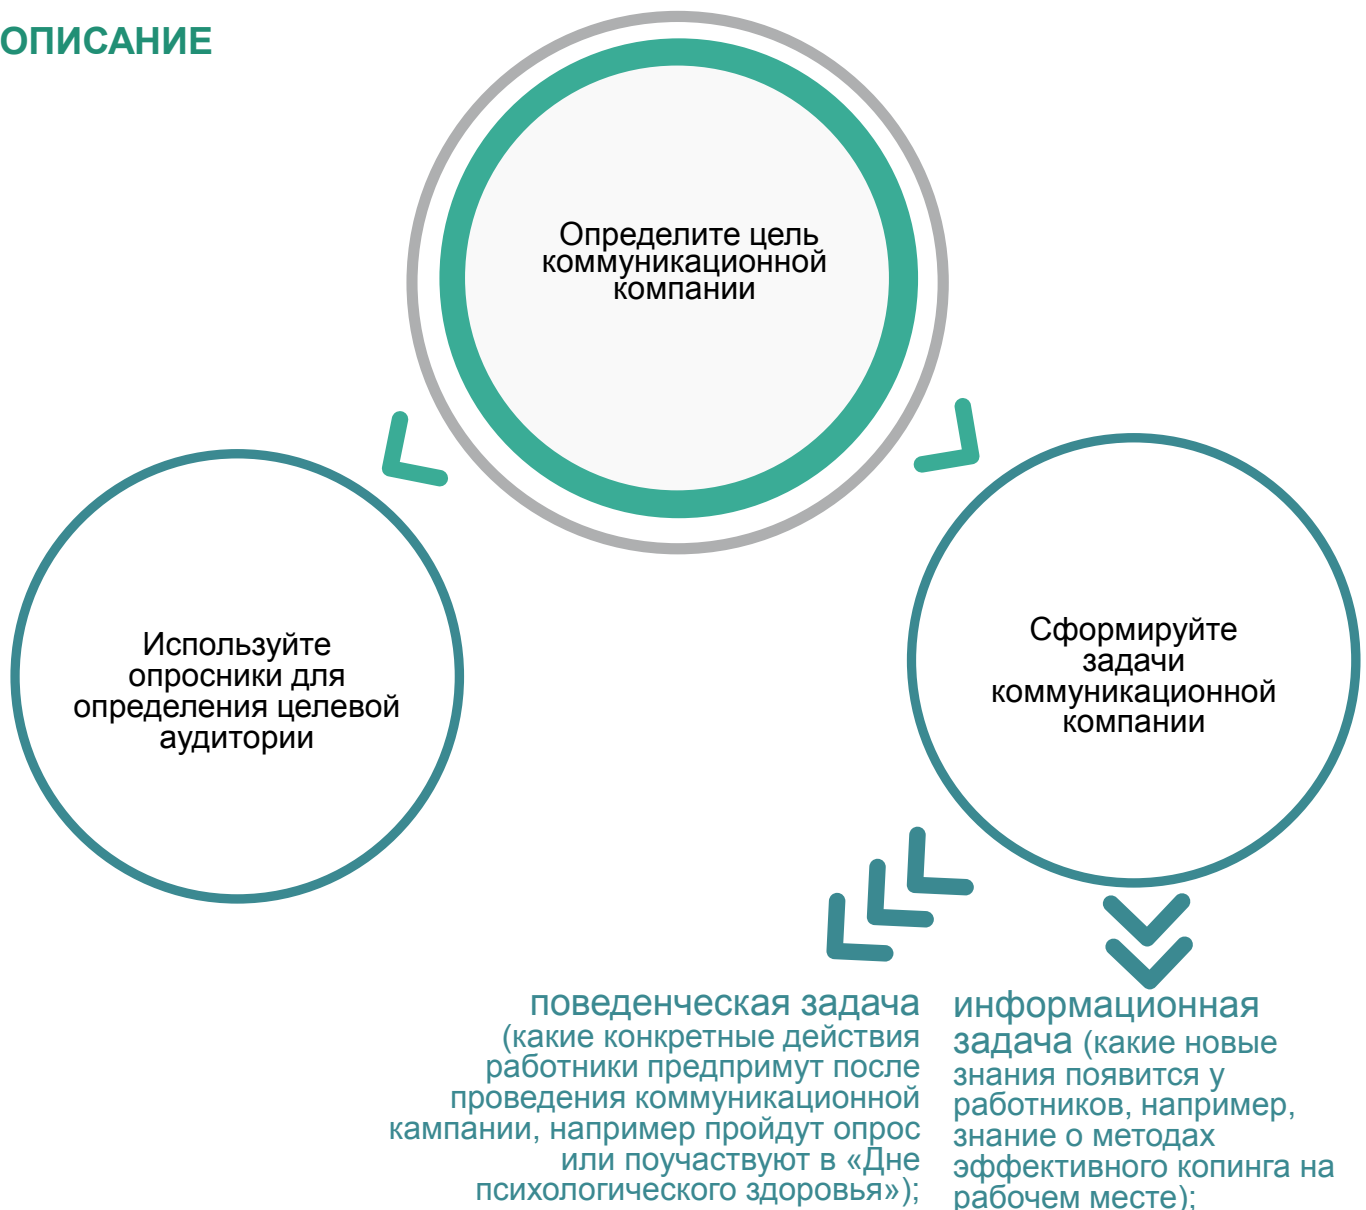 ОПИСАНИЕ
Определите цель
коммуникационной
компании
Используйте
опросники для
определения целевой
аудитории
Сформируйте
задачи
коммуникационной
компании
поведенческая задача
(какие конкретные действия
работники предпримут после
проведения коммуникационной
кампании, например пройдут опрос
или поучаствуют в «Дне
психологического здоровья»);
информационная
задача (какие новые
знания появится у
работников, например,
знание о методах
эффективного копинга на
рабочем месте);